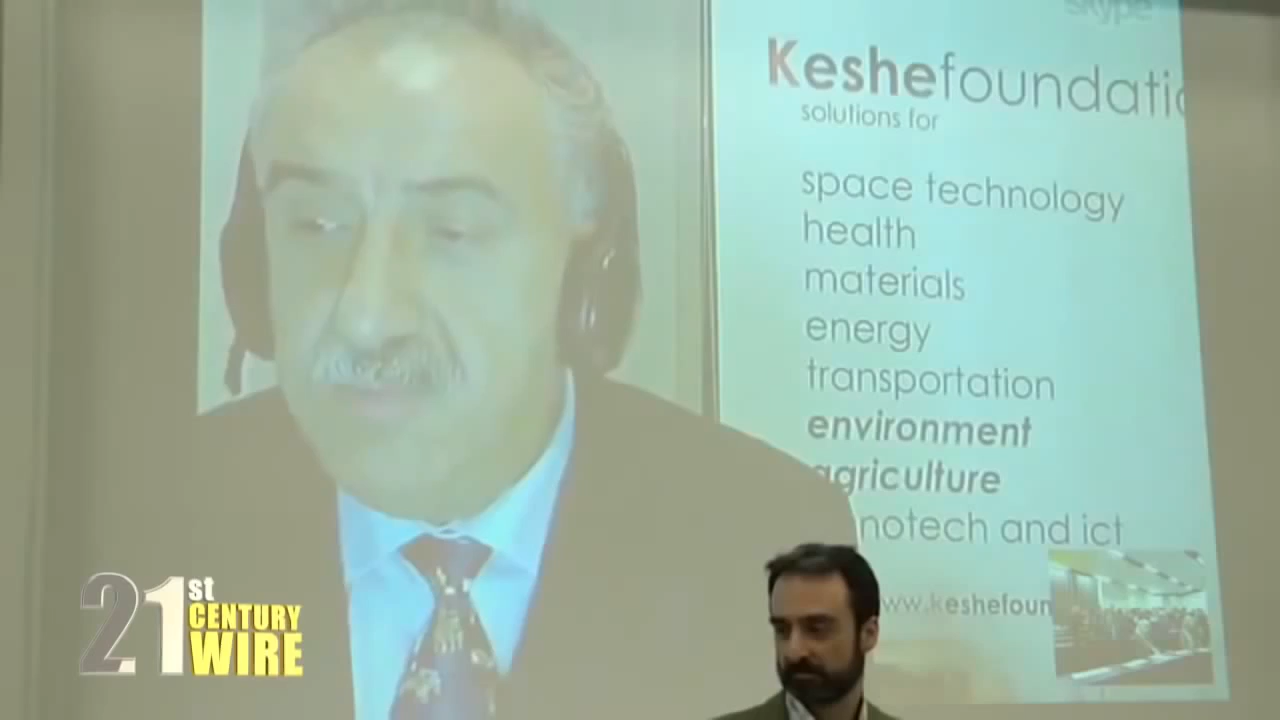 skype
Keshefoundatio
solutions for
space technology
health
materials
energy
transportation
environment
agriculture
notech and ict
www.keshefoun
21st
CENTURY
WIRE